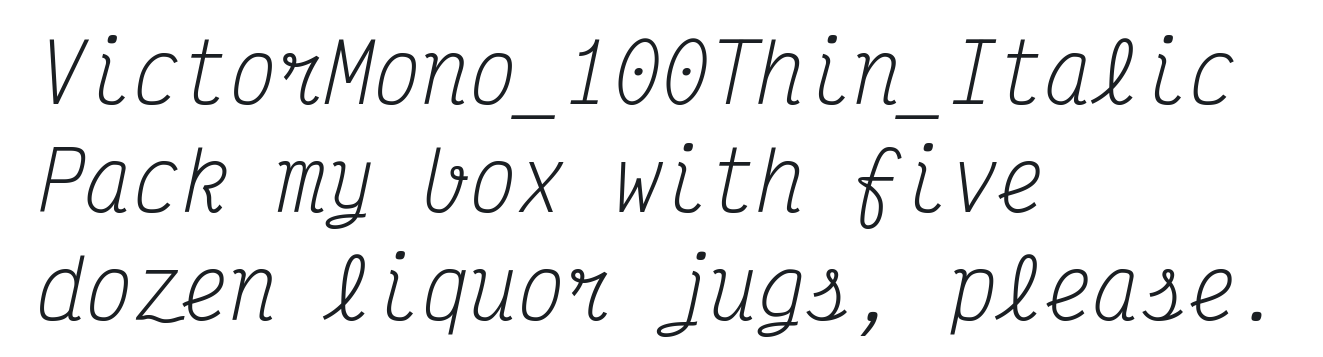 VictorMono_100Thin_Italic
Pack my box with five
dozen liquor jugs, please.